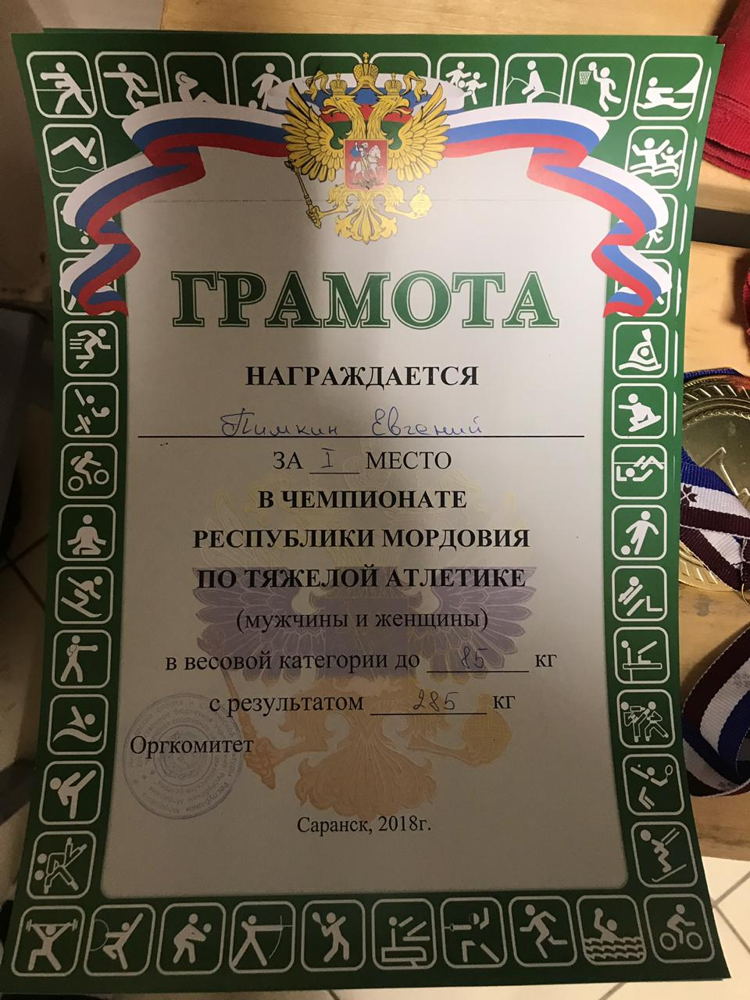 ГРАМОТА
НАГРАЖДАЕТСЯ
Пимкин Евгений
ЗА I МЕСТО
В ЧЕМПИОНАТЕ
РЕСПУБЛИКИ МОРДОВИЯ
ПО ТЯЖЕЛОЙ АТЛЕТИКЕ
(мужчины и женщины)
в весовой категории до 85 кг
с результатом 285 кг
Оргкомитет
Саранск, 2018г.